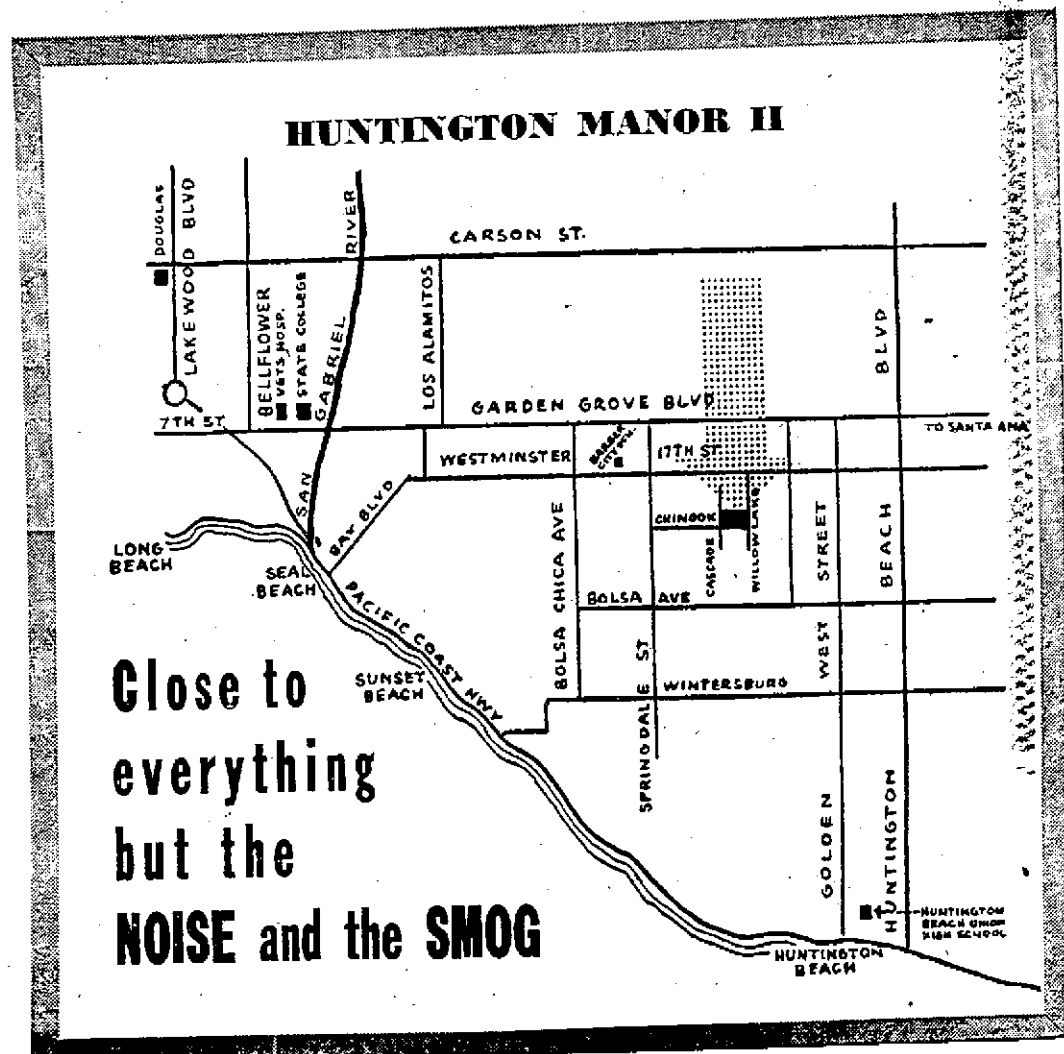 HUNTINGTON MANOR II
DOUGLAS
LAKEWOOD BLVD
BELLFLOWER
VETS. HOSP.
STATE COLLEGE
SAN GABRIEL RIVER
CARSON ST.
LOS ALAMITOS
GARDEN GROVE BLVD
TO SANTA ANA
7TH ST
WESTMINSTER
17TH ST
BAY BLVD
CHINOOK
CASCADE
WILLOW LAKE
BOLSA CHICA AVE
BOLSA AVE
GOLDEN WEST STREET
HUNTINGTON BEACH BLVD
LONG
BEACH
SEAL
BEACH
PACIFIC COAST HWY
SUNSET
BEACH
SPRINGDALE ST
WINTERSBURG
Close to
everything
but the
NOISE and the SMOG
HUNTINGTON
BEACH UNION
HIGH SCHOOL
HUNTINGTON
BEACH